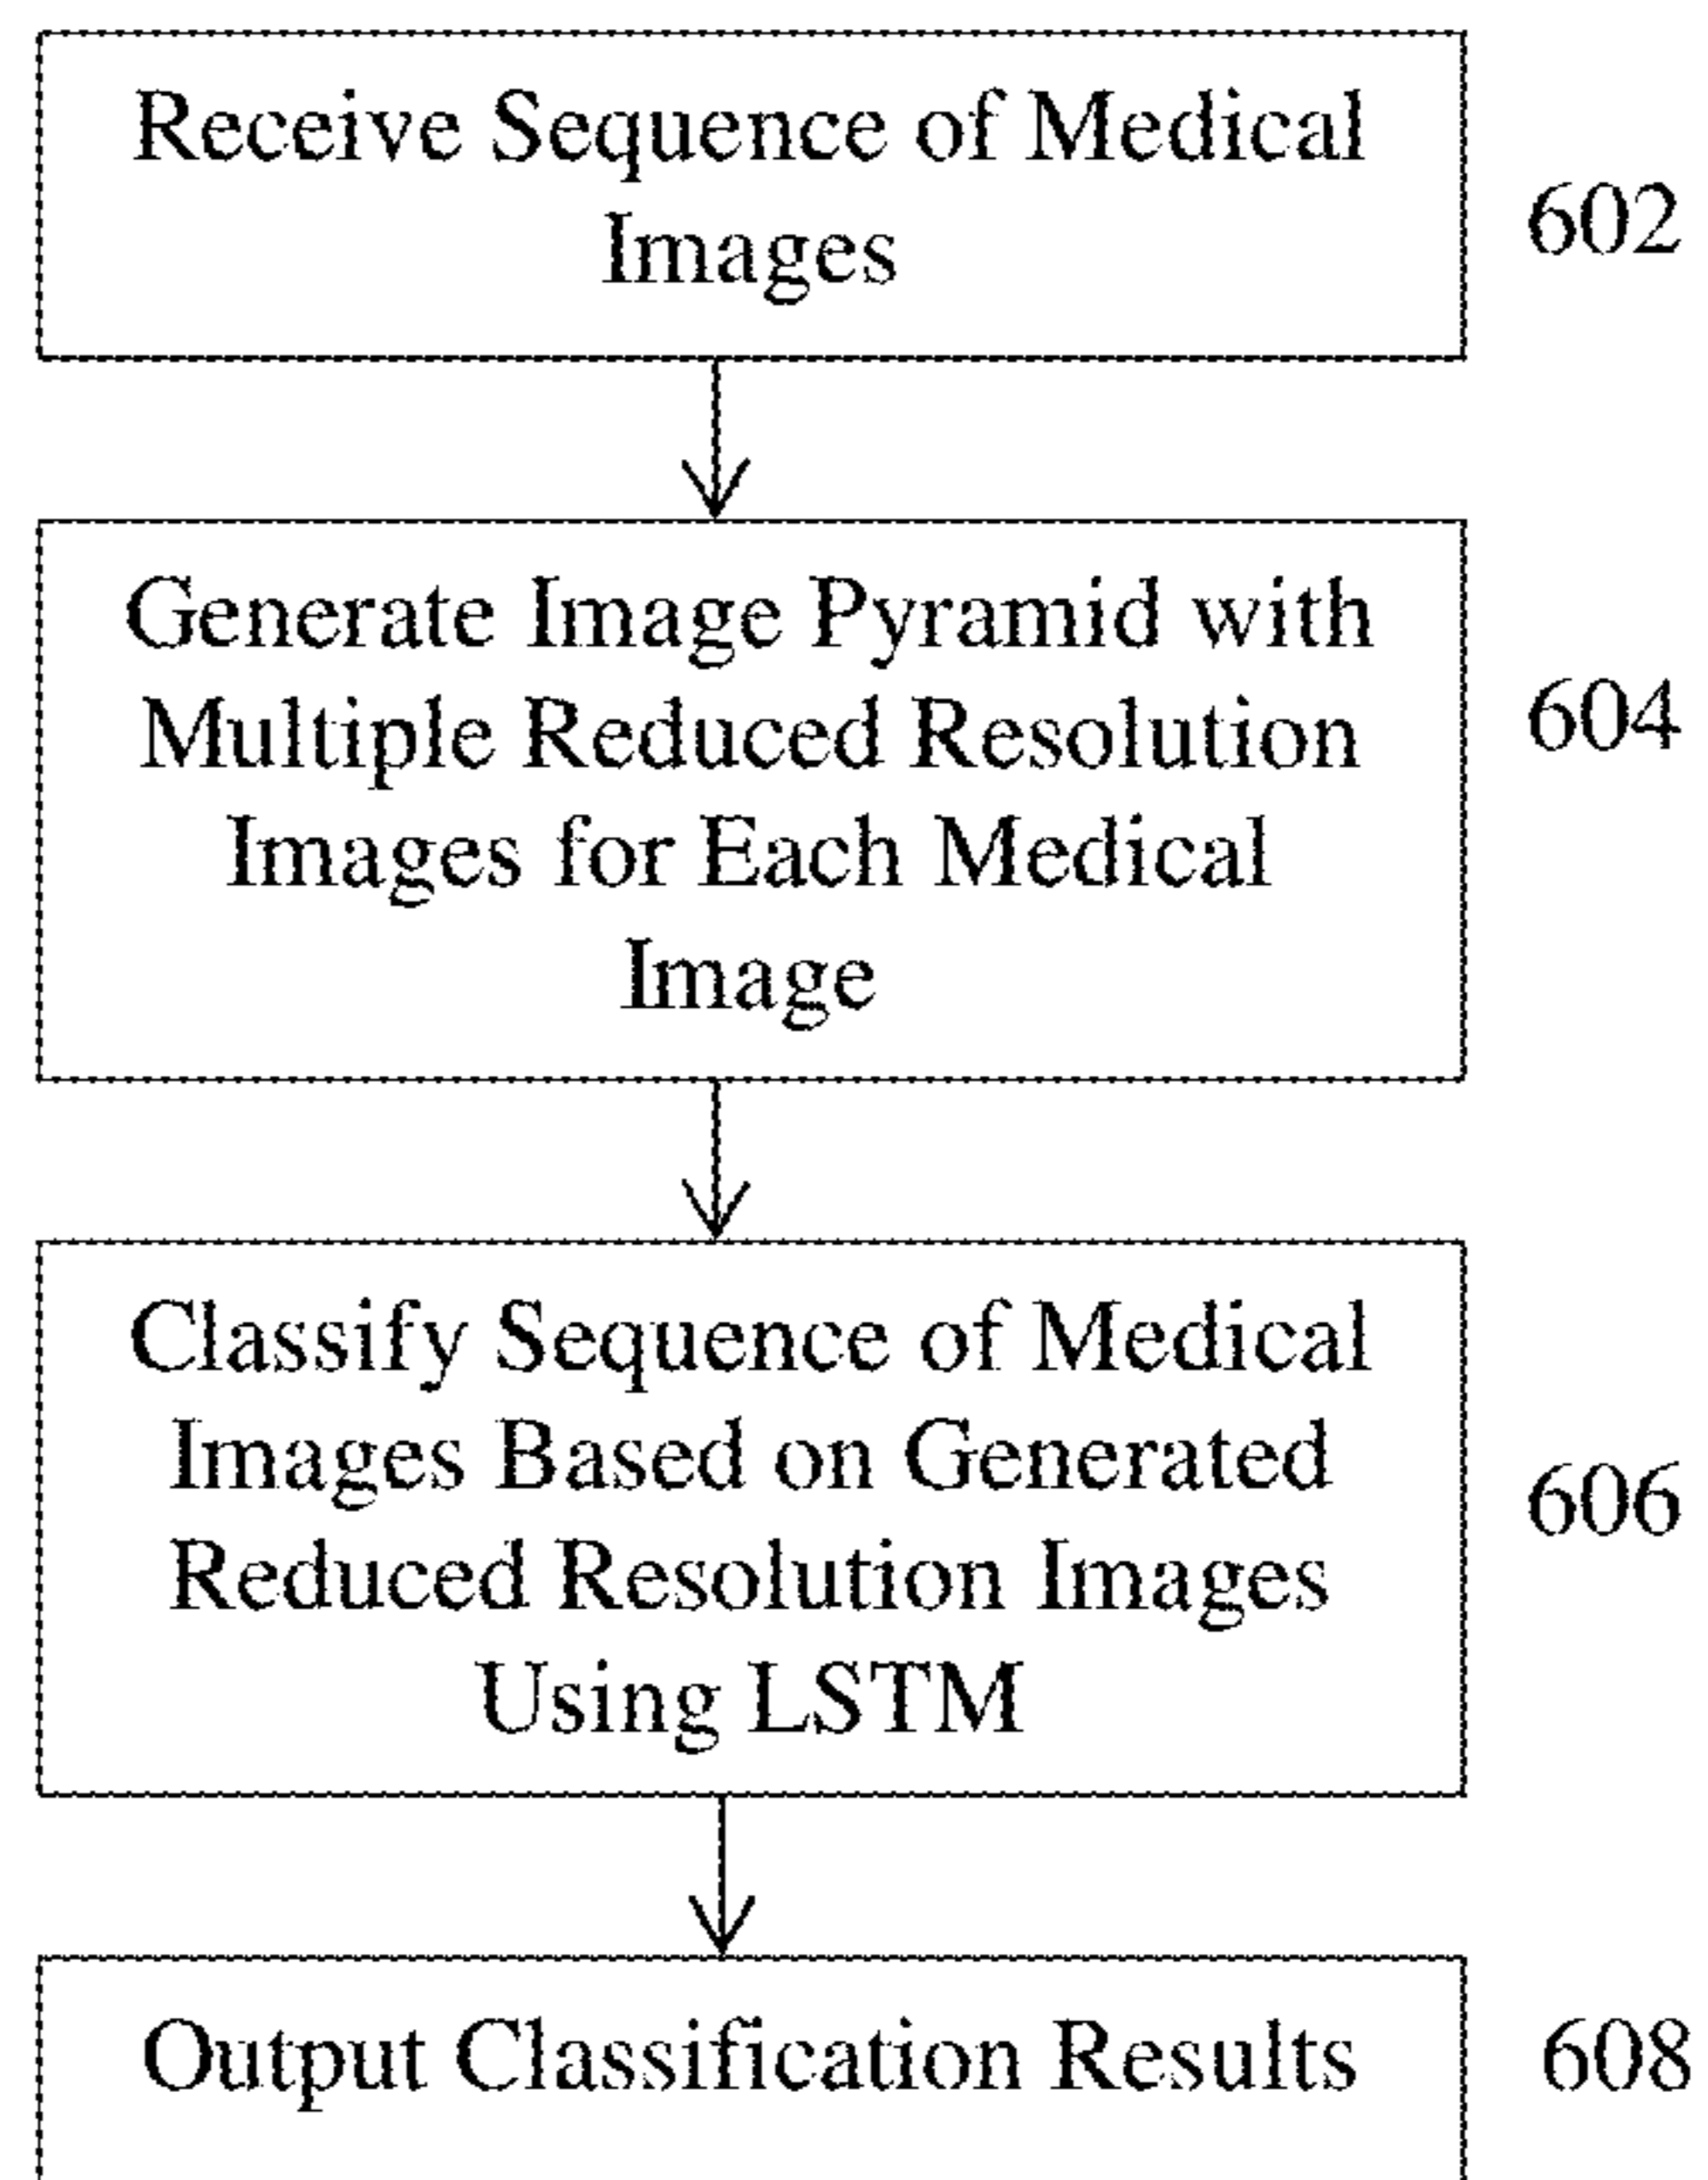 Receive Sequence of Medical
Images
602
Generate Image Pyramid with
Multiple Reduced Resolution
Images for Each Medical
Image
604
Classify Sequence of Medical
Images Based on Generated
Reduced Resolution Images
Using LSTM
606
Output Classification Results
608